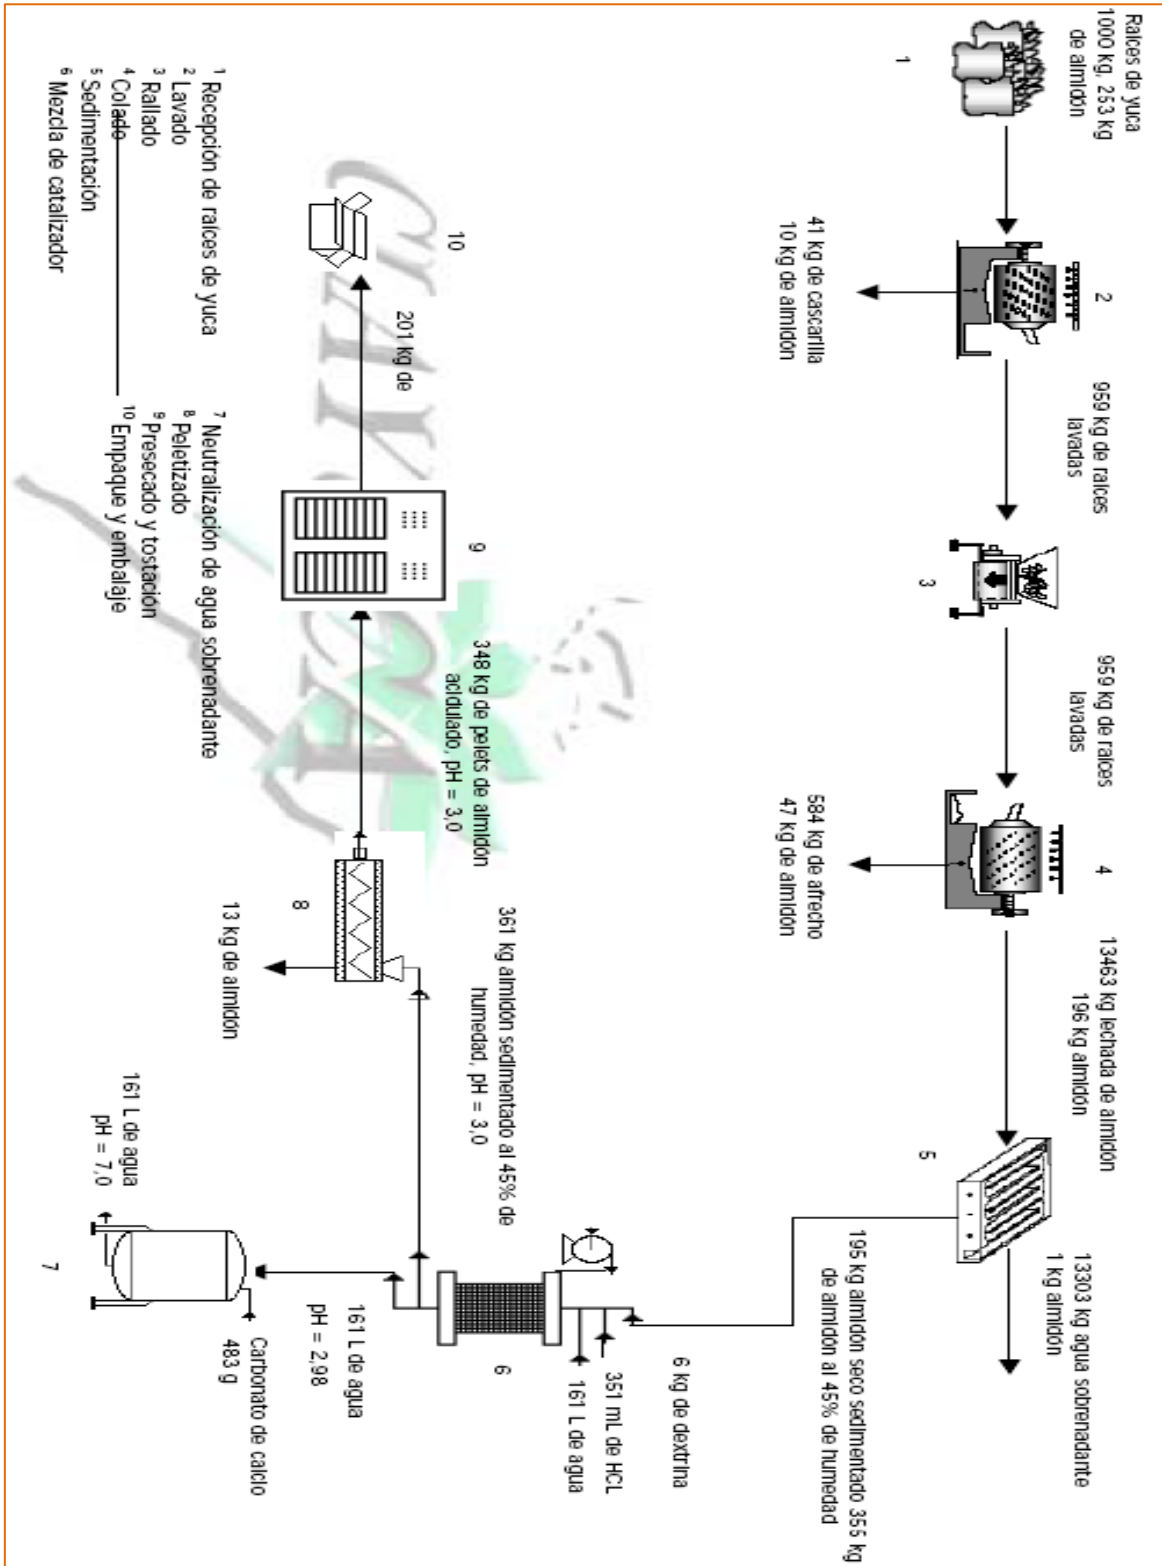 Raíces de yuca
1000 kg, 253 kg
de almidón
1
2
41 kg de cascarilla
10 kg de almidón
959 kg de raíces
lavadas
3
959 kg de raíces
lavadas
4
584 kg de afrecho
47 kg de almidón
13463 kg lechada de almidón
196 kg almidón
5
13303 kg agua sobrenadante
1 kg almidón
195 kg almidón seco sedimentado 355 kg
de almidón al 45% de humedad
6 kg de dextrina
351 mL de HCL
161 L de agua
6
161 L de agua
pH = 2,98
Carbonato de calcio
483 g
7
161 L de agua
pH = 7,0
361 kg almidón sedimentado al 45% de
humedad, pH = 3,0
8
13 kg de almidón
348 kg de pelets de almidón
acidulado, pH = 3,0
9
201 kg de
10
1 Recepción de raíces de yuca
2 Lavado
3 Rallado
4 Colado
5 Sedimentación
6 Mezcla de catalizador
7 Neutralización de agua sobrenadante
8 Peletizado
9 Presecado y tostación
10 Empaque y embalaje